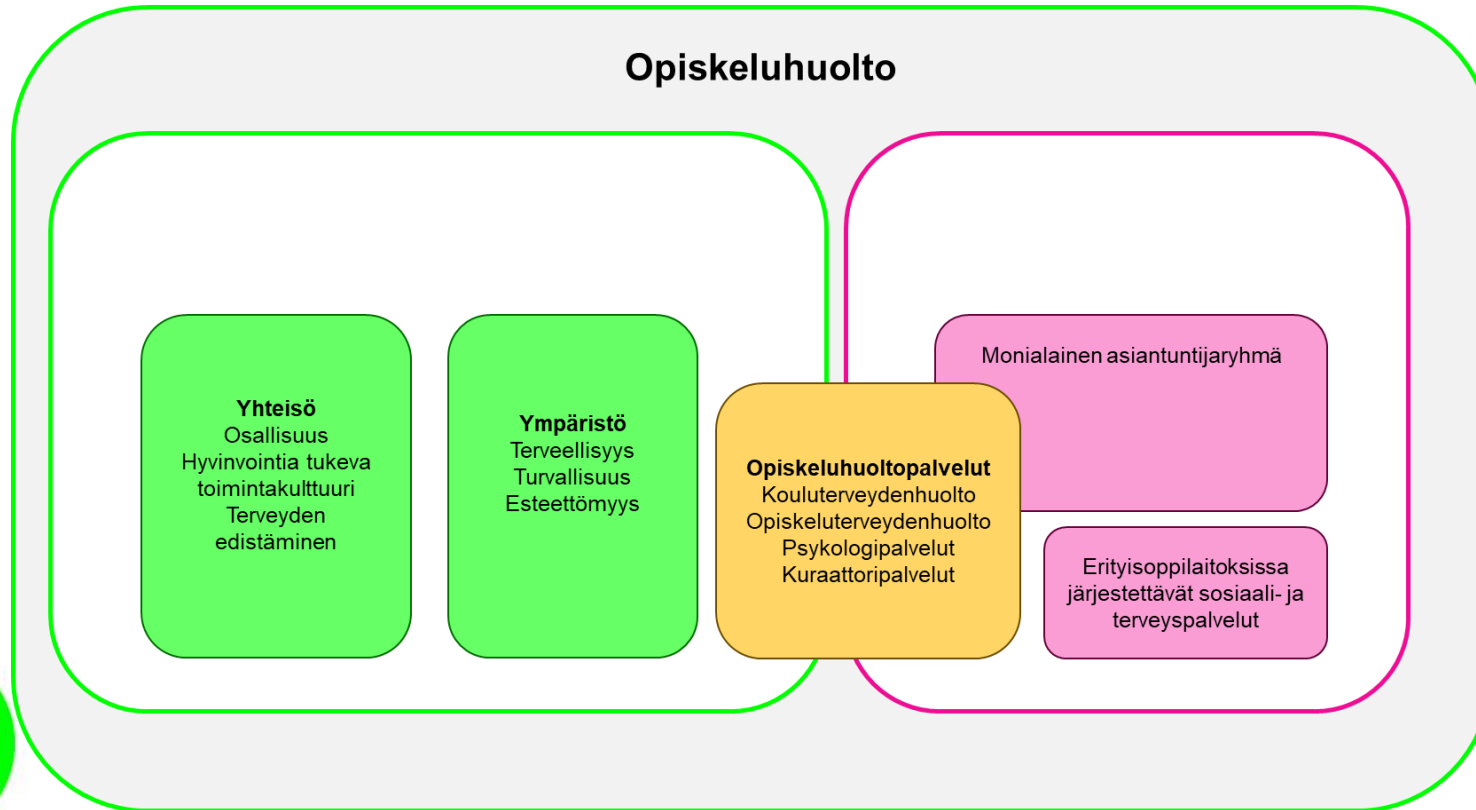 Opiskeluhuolto
Yhteisö
Osallisuus
Hyvinvointia tukeva
toimintakulttuuri
Terveyden
edistäminen
Ympäristö
Terveellisyys
Turvallisuus
Esteettömyys
Opiskeluhuoltopalvelut
Kouluterveydenhuolto
Opiskeluterveydenhuolto
Psykologipalvelut
Kuraattoripalvelut
Monialainen asiantuntijaryhmä
Erityisoppilaitoksissa
järjestettävät sosiaali- ja
terveyspalvelut